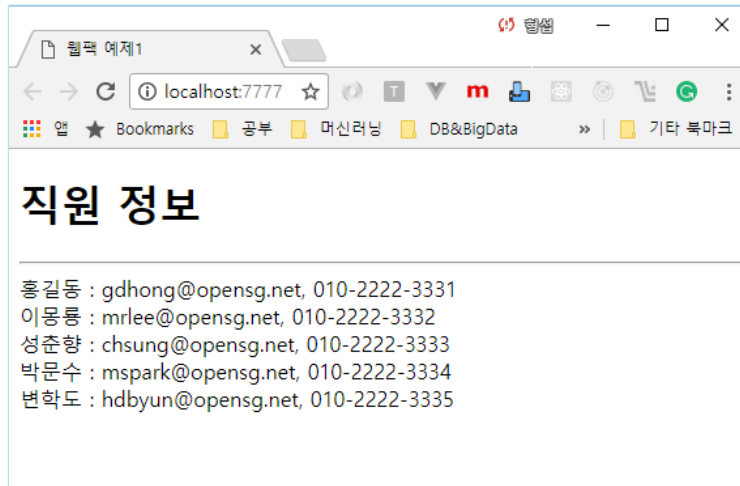 형섭
웹팩 예제1
localhost:7777
T
m
G
앱 Bookmarks 공부 머신러닝 DB&BigData » 기타 북마크
직원 정보
홍길동 : gdhong@opensg.net, 010-2222-3331
이몽룡 : mrlee@opensg.net, 010-2222-3332
성춘향 : chsung@opensg.net, 010-2222-3333
박문수 : mspark@opensg.net, 010-2222-3334
변학도 : hdbyun@opensg.net, 010-2222-3335